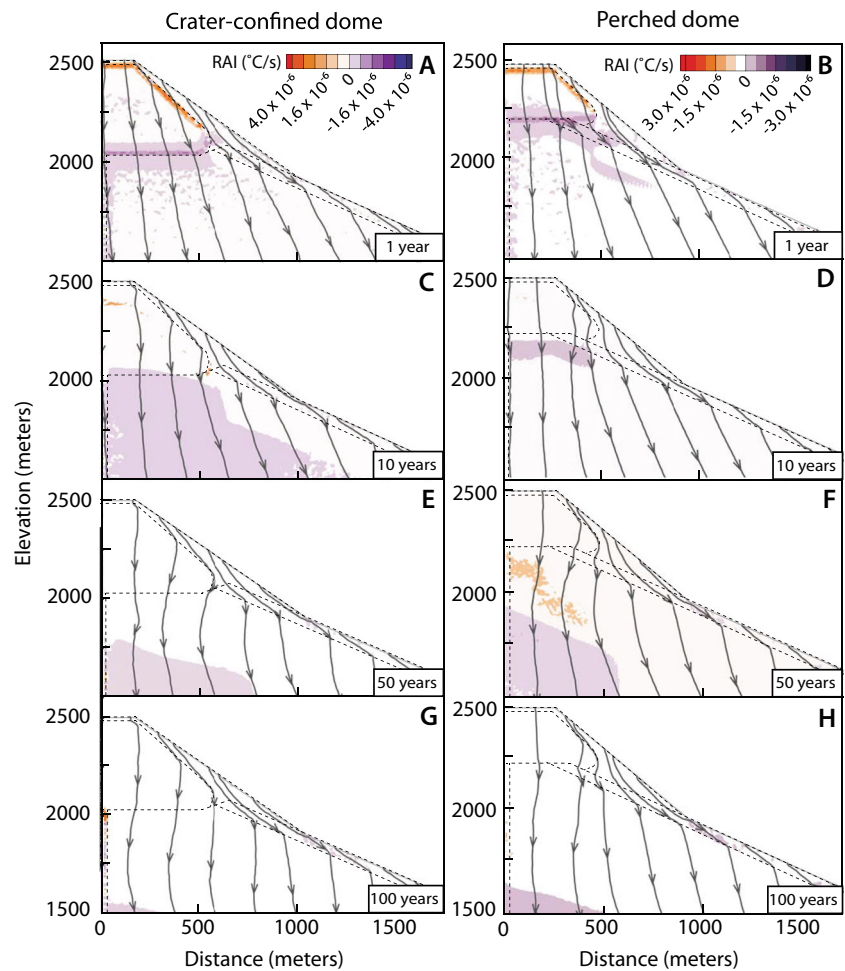 Crater-confined dome
Perched dome
RAI (˚C/s)
4.0 x 10⁻⁶
1.6 x 10⁻⁶
0
-1.6 x 10⁻⁶
-4.0 x 10⁻⁶
A
2500
2000
1 year
RAI (˚C/s)
3.0 x 10⁻⁶
-1.5 x 10⁻⁶
0
-1.5 x 10⁻⁶
-3.0 x 10⁻⁶
B
2500
2000
1 year
C
2500
2000
10 years
D
2500
2000
10 years
E
2500
2000
50 years
F
2500
2000
50 years
G
2500
2000
1500
100 years
H
2500
2000
1500
100 years
Elevation (meters)
0 500 1000 1500
0 500 1000 1500
Distance (meters)
Distance (meters)